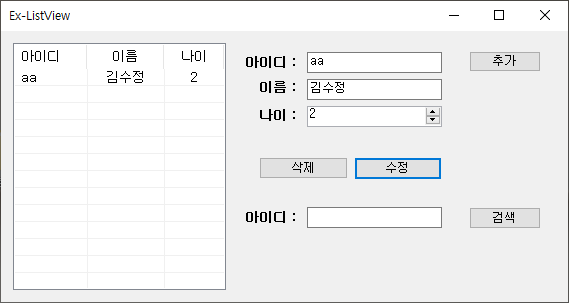 Ex-ListView
아이디 이름 나이
aa 김수정 2
아이디 : aa 추가
이름 : 김수정
나이 : 2
삭제 수정
아이디 : 검색